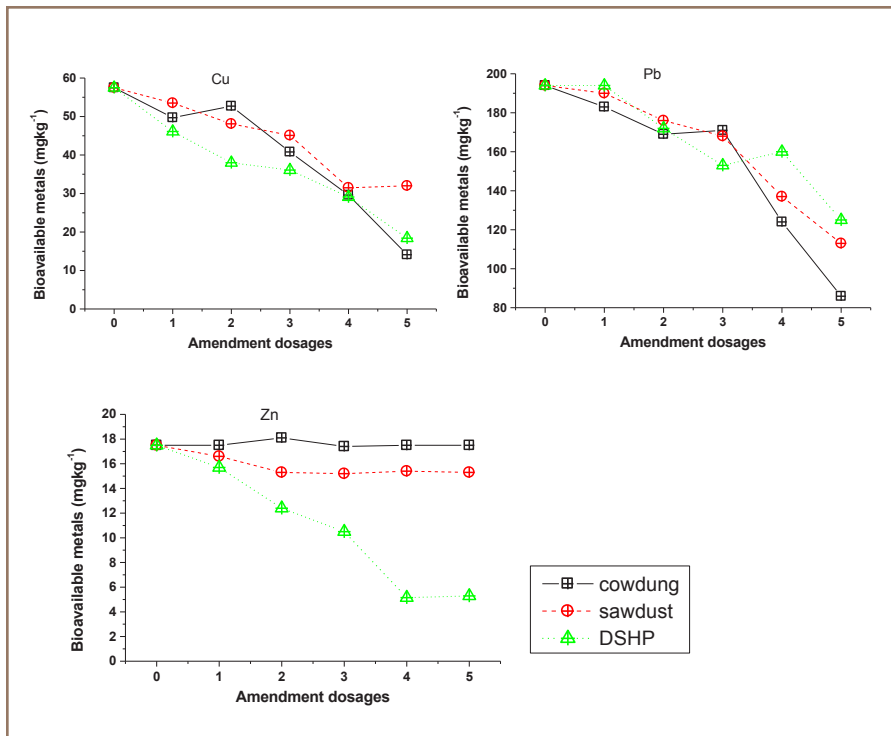 Cu
60
50
40
30
20
10
0
0 1 2 3 4 5
Bioavailable metals (mgkg⁻¹)
Amendment dosages
Pb
200
180
160
140
120
100
80
0 1 2 3 4 5
Bioavailable metals (mgkg⁻¹)
Amendment dosages
Zn
20
18
16
14
12
10
8
6
4
2
0
0 1 2 3 4 5
Bioavailable metals (mgkg⁻¹)
Amendment dosages
cowdung
sawdust
DSHP